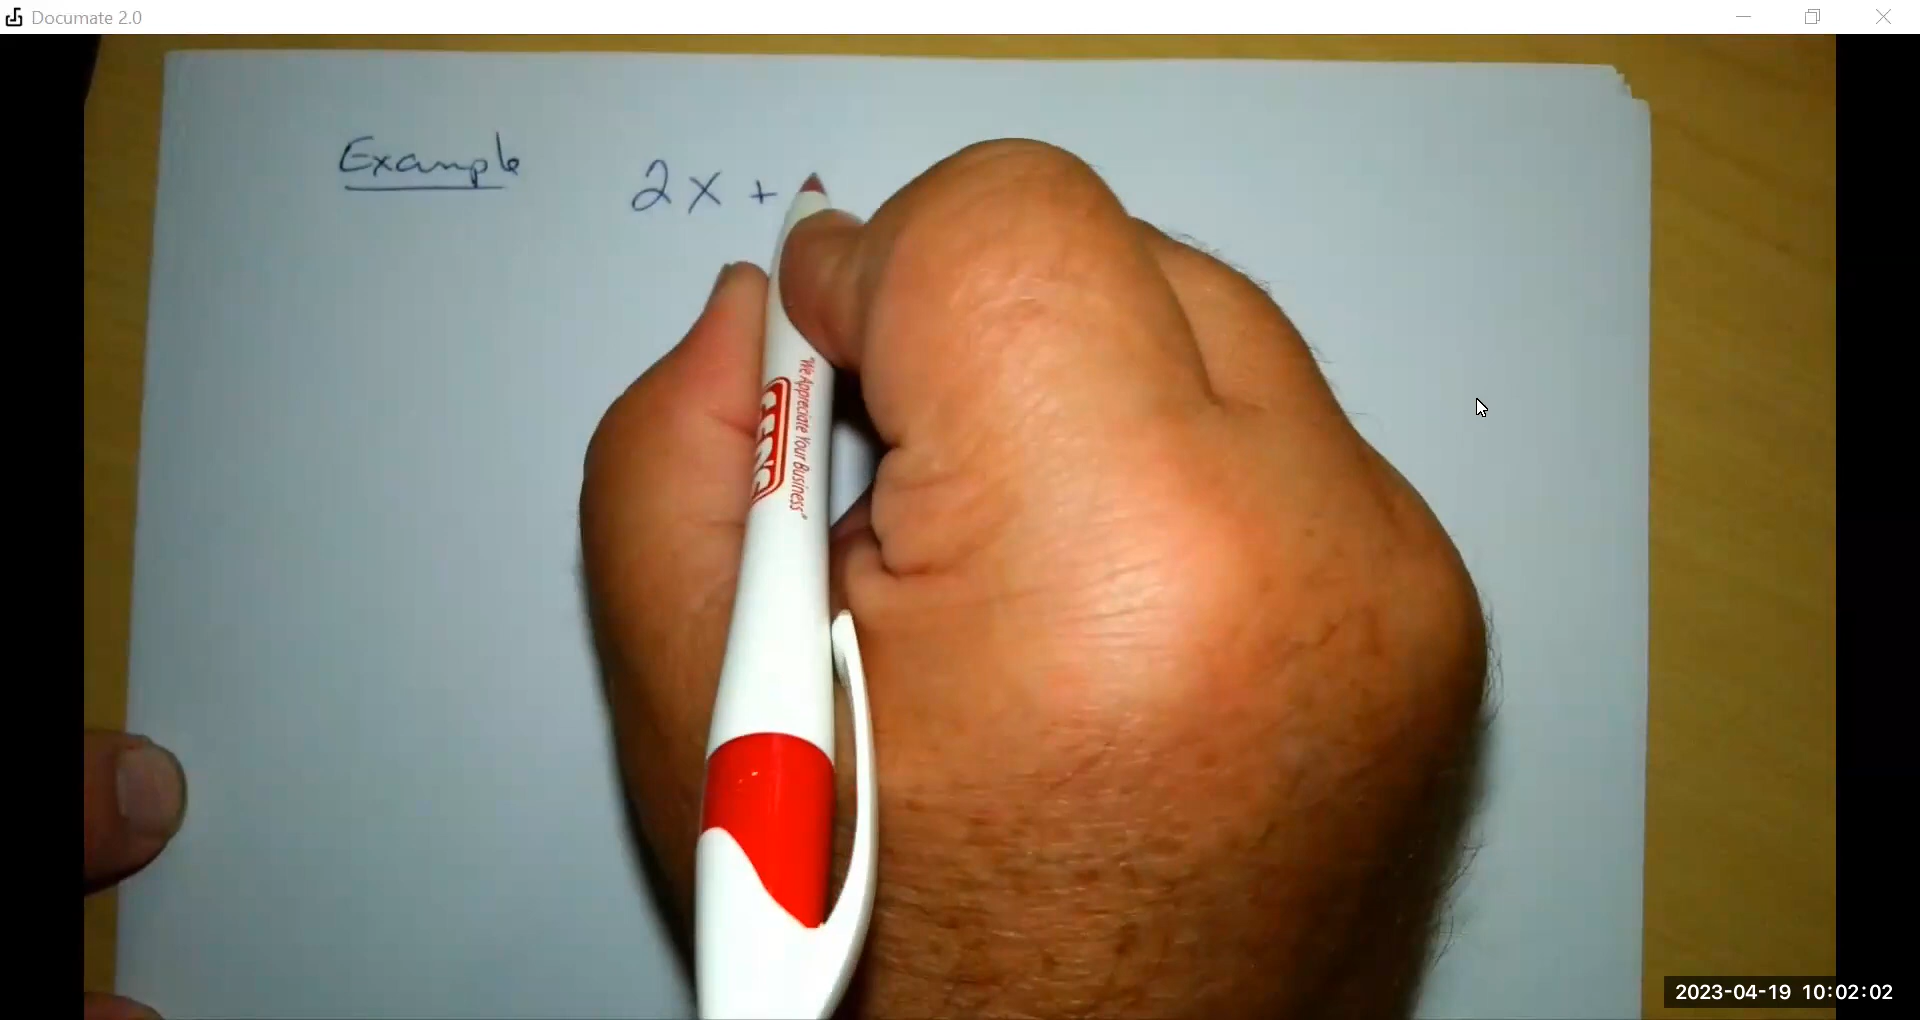 Documate 2.0
Example 2x +
"We Appreciate Your Business"
2023-04-19 10:02:02